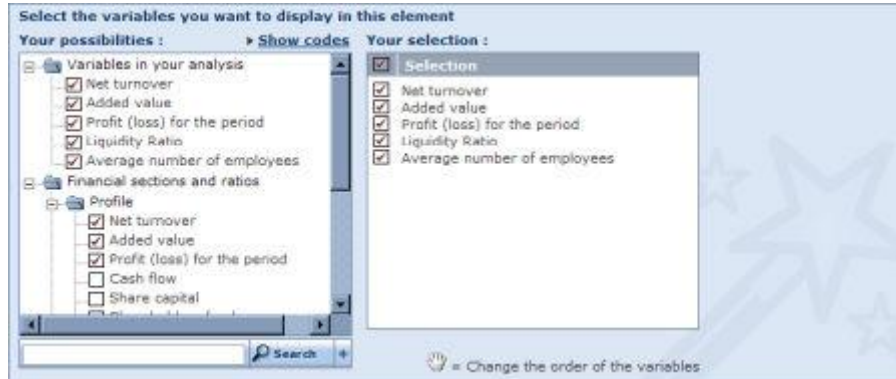 Select the variables you want to display in this element
Your possibilities :
Show codes
Your selection :
Variables in your analysis
Net turnover
Added value
Profit (loss) for the period
Liquidity Ratio
Average number of employees
Financial sections and ratios
Profile
Net turnover
Added value
Profit (loss) for the period
Cash flow
Share capital
Search +
Selection
Net turnover
Added value
Profit (loss) for the period
Liquidity Ratio
Average number of employees
= Change the order of the variables